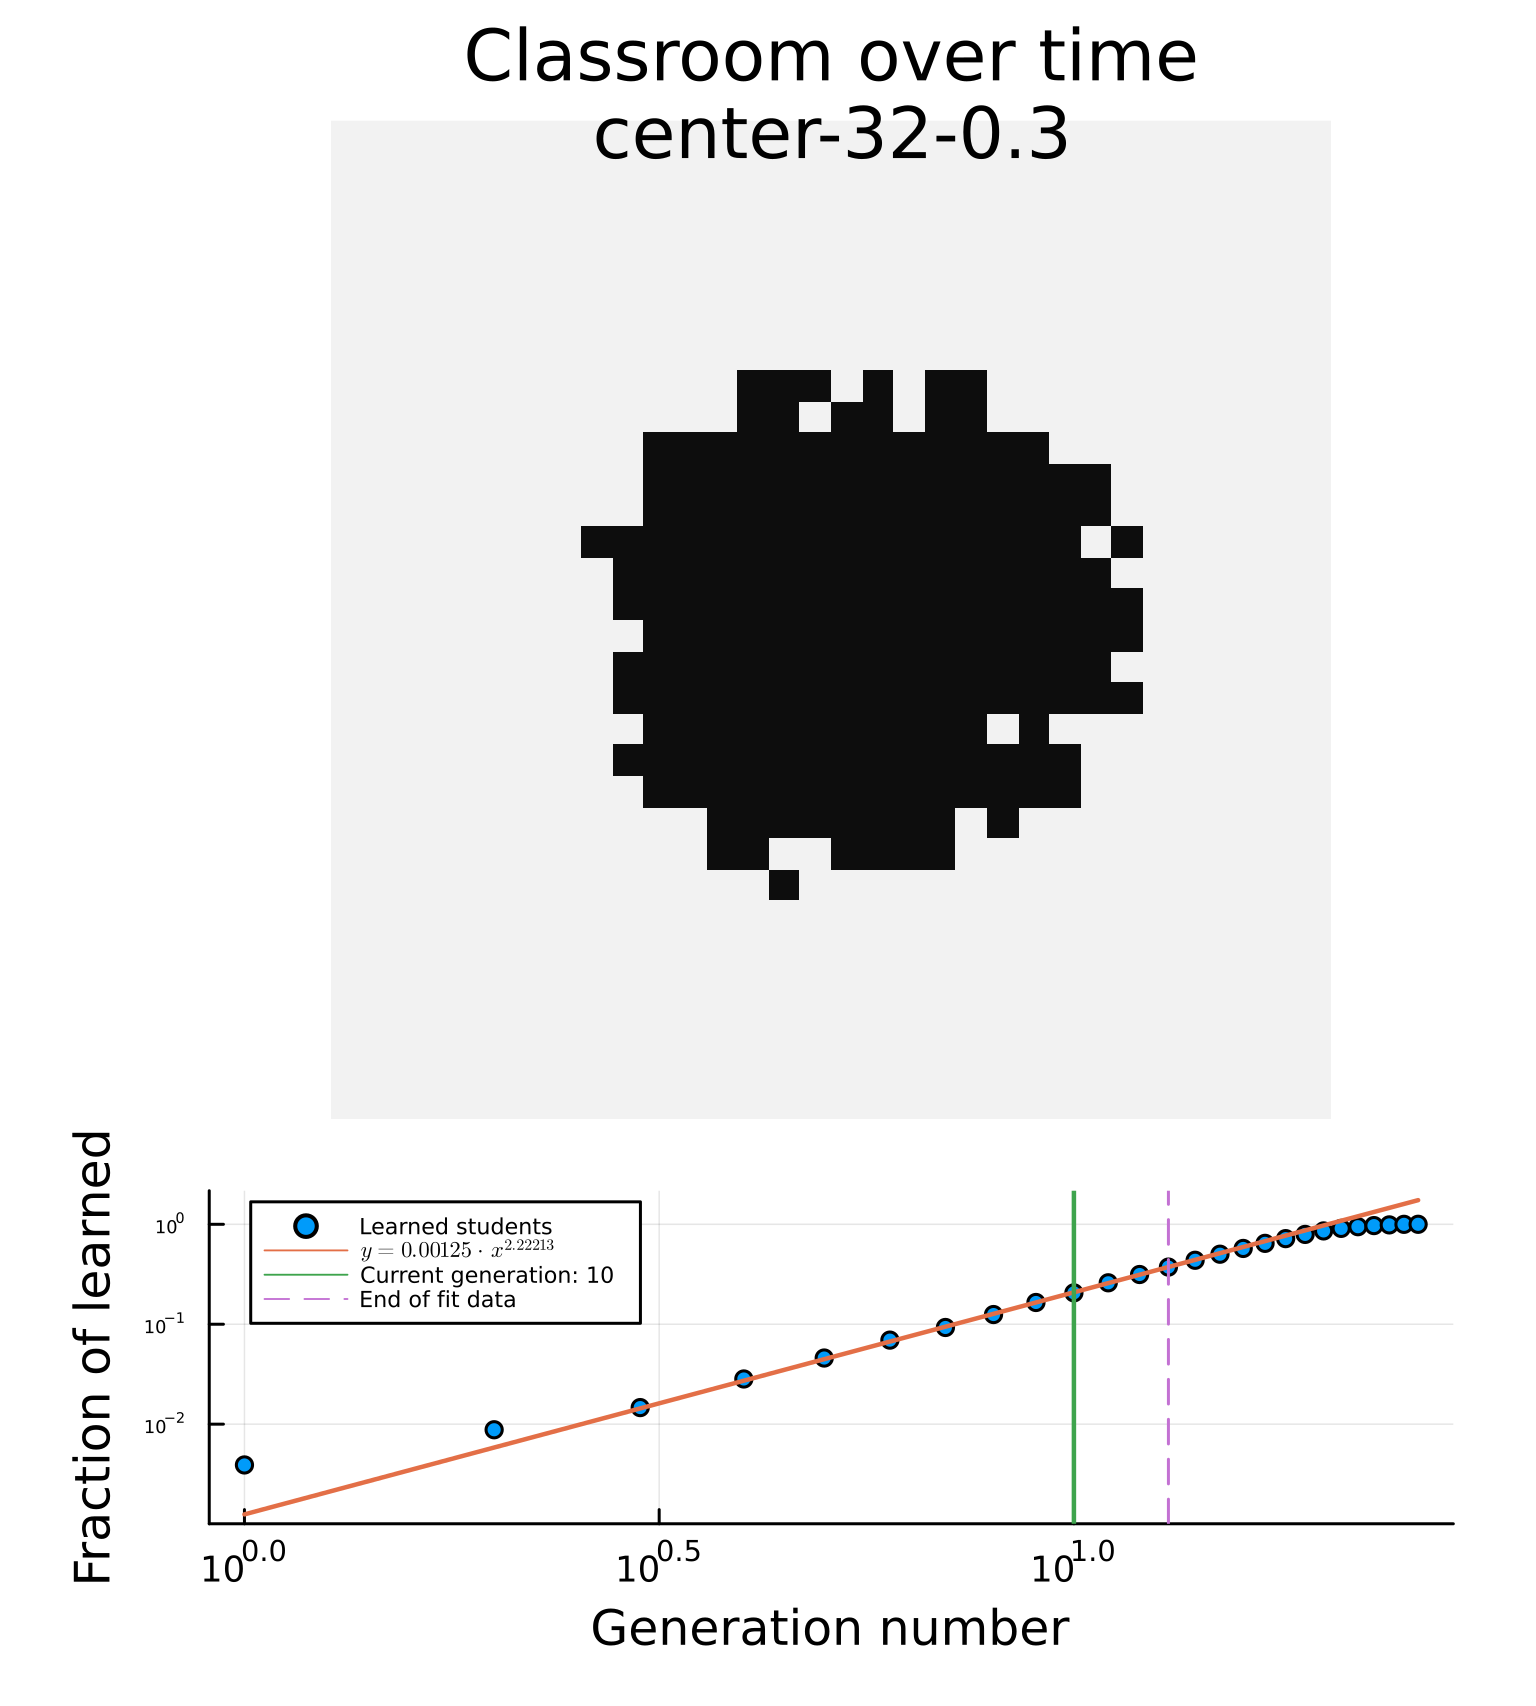 Classroom over time
center-32-0.3
Fraction of learned
10⁰
10⁻¹
10⁻²
Learned students
y = 0.00125 · x^2.22213
Current generation: 10
End of fit data
10^0.0
10^0.5
10^1.0
Generation number